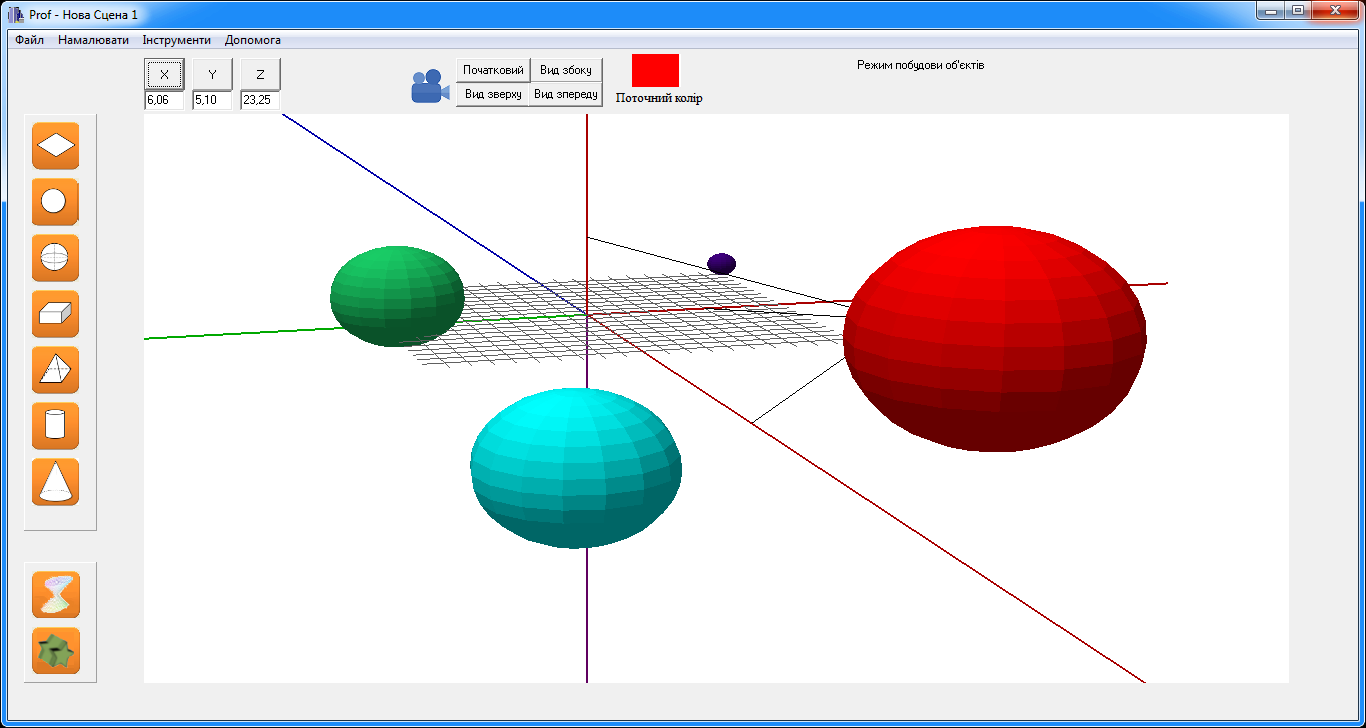 Prof - Нова Сцена 1
Файл Намалювати Інструменти Допомога
X Y Z
6,06 5,10 23,25
Початковий Вид збоку
Вид зверху Вид зпереду
Поточний колір
Режим побудови об'єктів